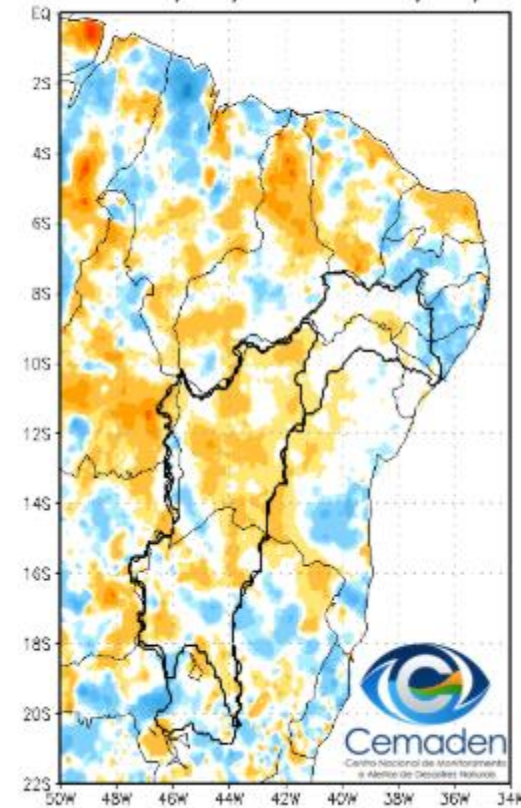 EQ
2S
4S
6S
8S
10S
12S
14S
16S
18S
20S
22S
50W 48W 46W 44W 42W 40W 38W 36W 34W
Cemaden
Centro Nacional de Monitoramento
e Alertas de Desastres Naturais